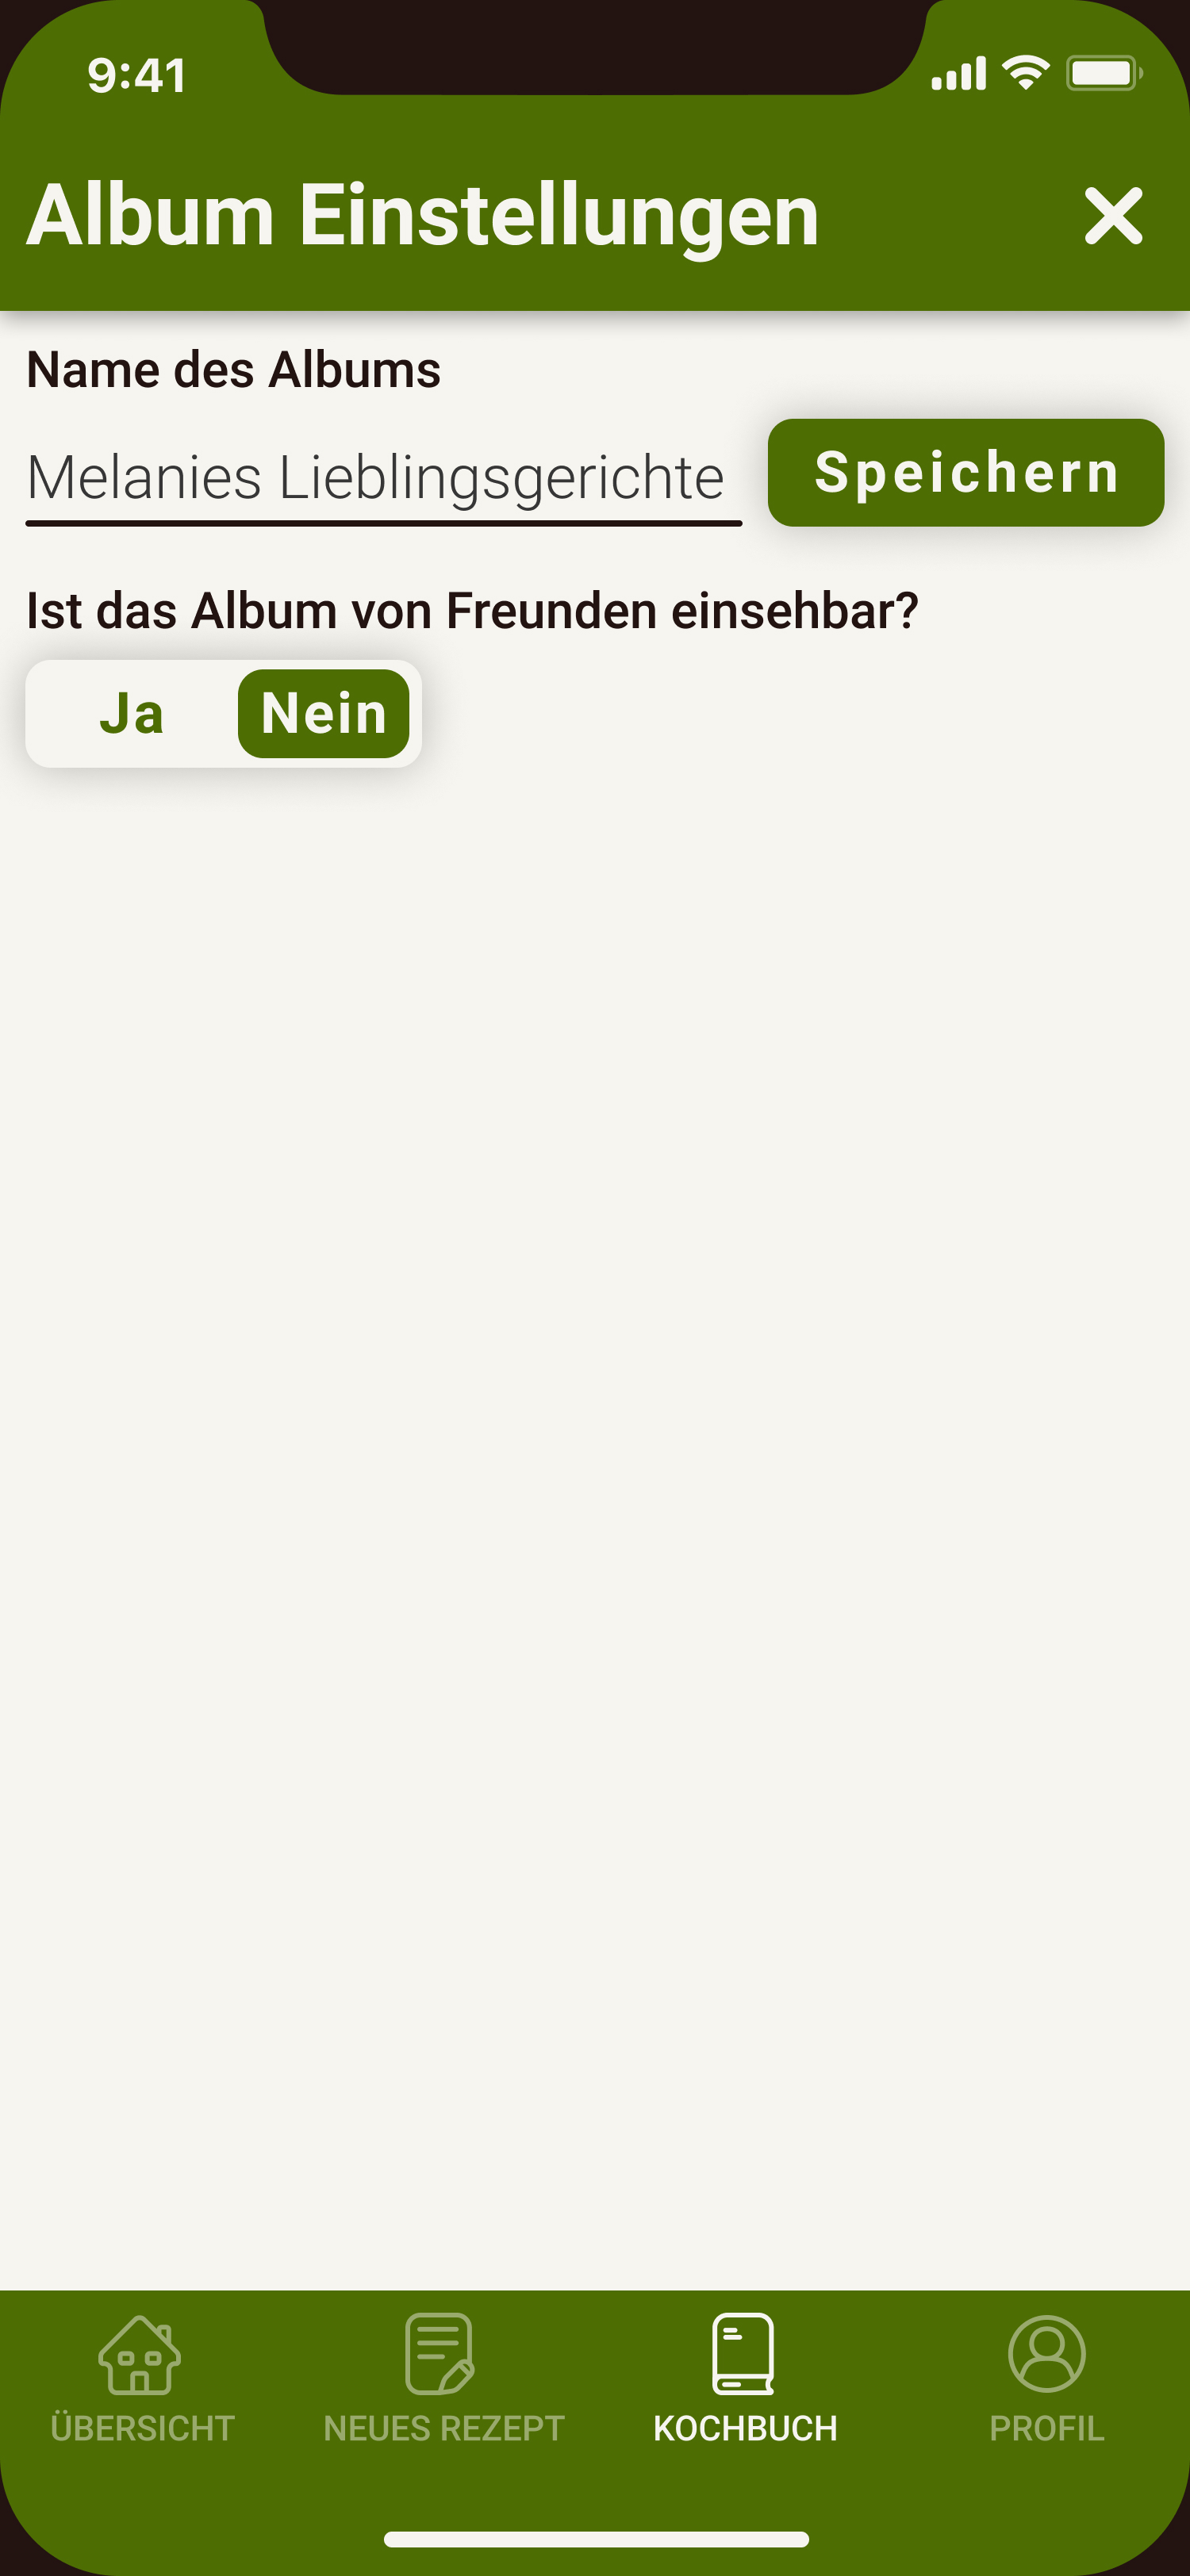 9:41
Album Einstellungen
Name des Albums
Melanies Lieblingsgerichte
Speichern
Ist das Album von Freunden einsehbar?
Ja Nein
ÜBERSICHT NEUES REZEPT KOCHBUCH PROFIL